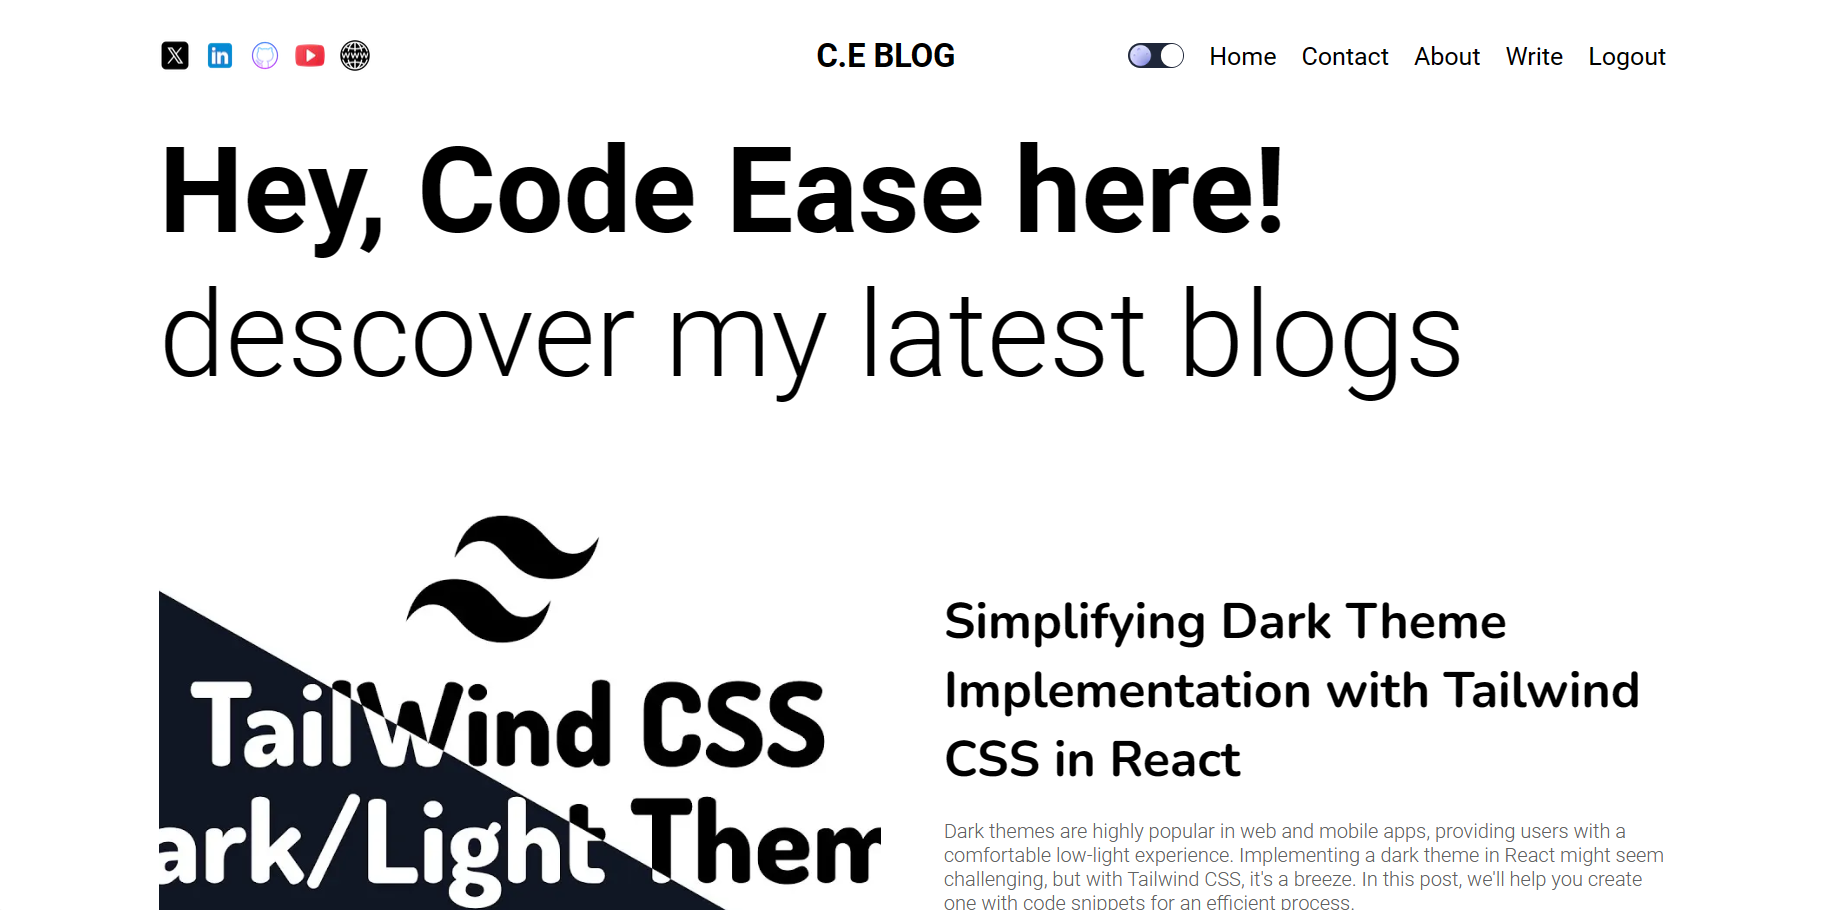 C.E BLOG
Home Contact About Write Logout
Hey, Code Ease here!
descover my latest blogs
TailWind CSS
ark/Light Them
Simplifying Dark Theme
Implementation with Tailwind
CSS in React
Dark themes are highly popular in web and mobile apps, providing users with a
comfortable low-light experience. Implementing a dark theme in React might seem
challenging, but with Tailwind CSS, it's a breeze. In this post, we'll help you create
one with code snippets for an efficient process.